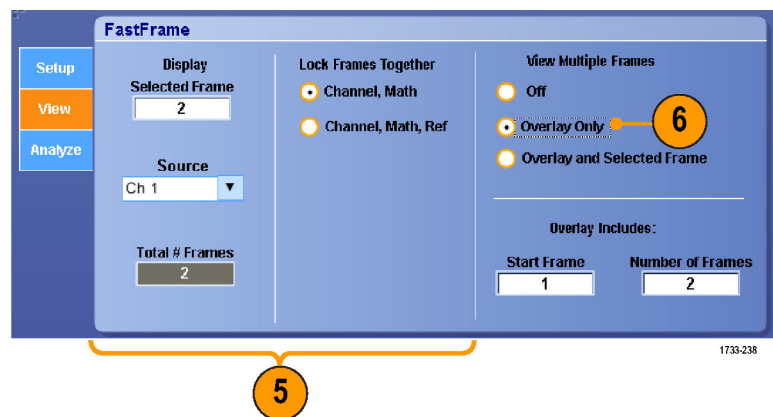 FastFrame
Setup
View
Analyze
Display
Selected Frame
2
Source
Ch 1
Total # Frames
2
Lock Frames Together
Channel, Math
Channel, Math, Ref
View Multiple Frames
Off
Overlay Only
6
Overlay and Selected Frame
Overlay Includes:
Start Frame
1
Number of Frames
2
5
1733-238